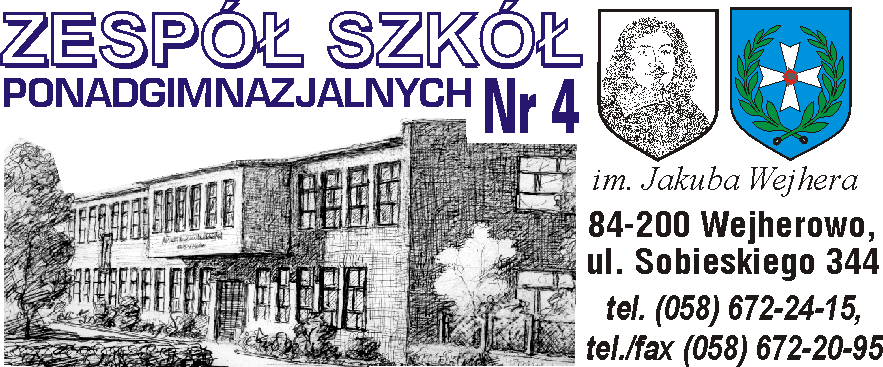 ZESPÓŁ SZKÓŁ
PONADGIMNAZJALNYCH
Nr 4
im. Jakuba Wejhera
84-200 Wejherowo,
ul. Sobieskiego 344
tel. (058) 672-24-15,
tel./fax (058) 672-20-95